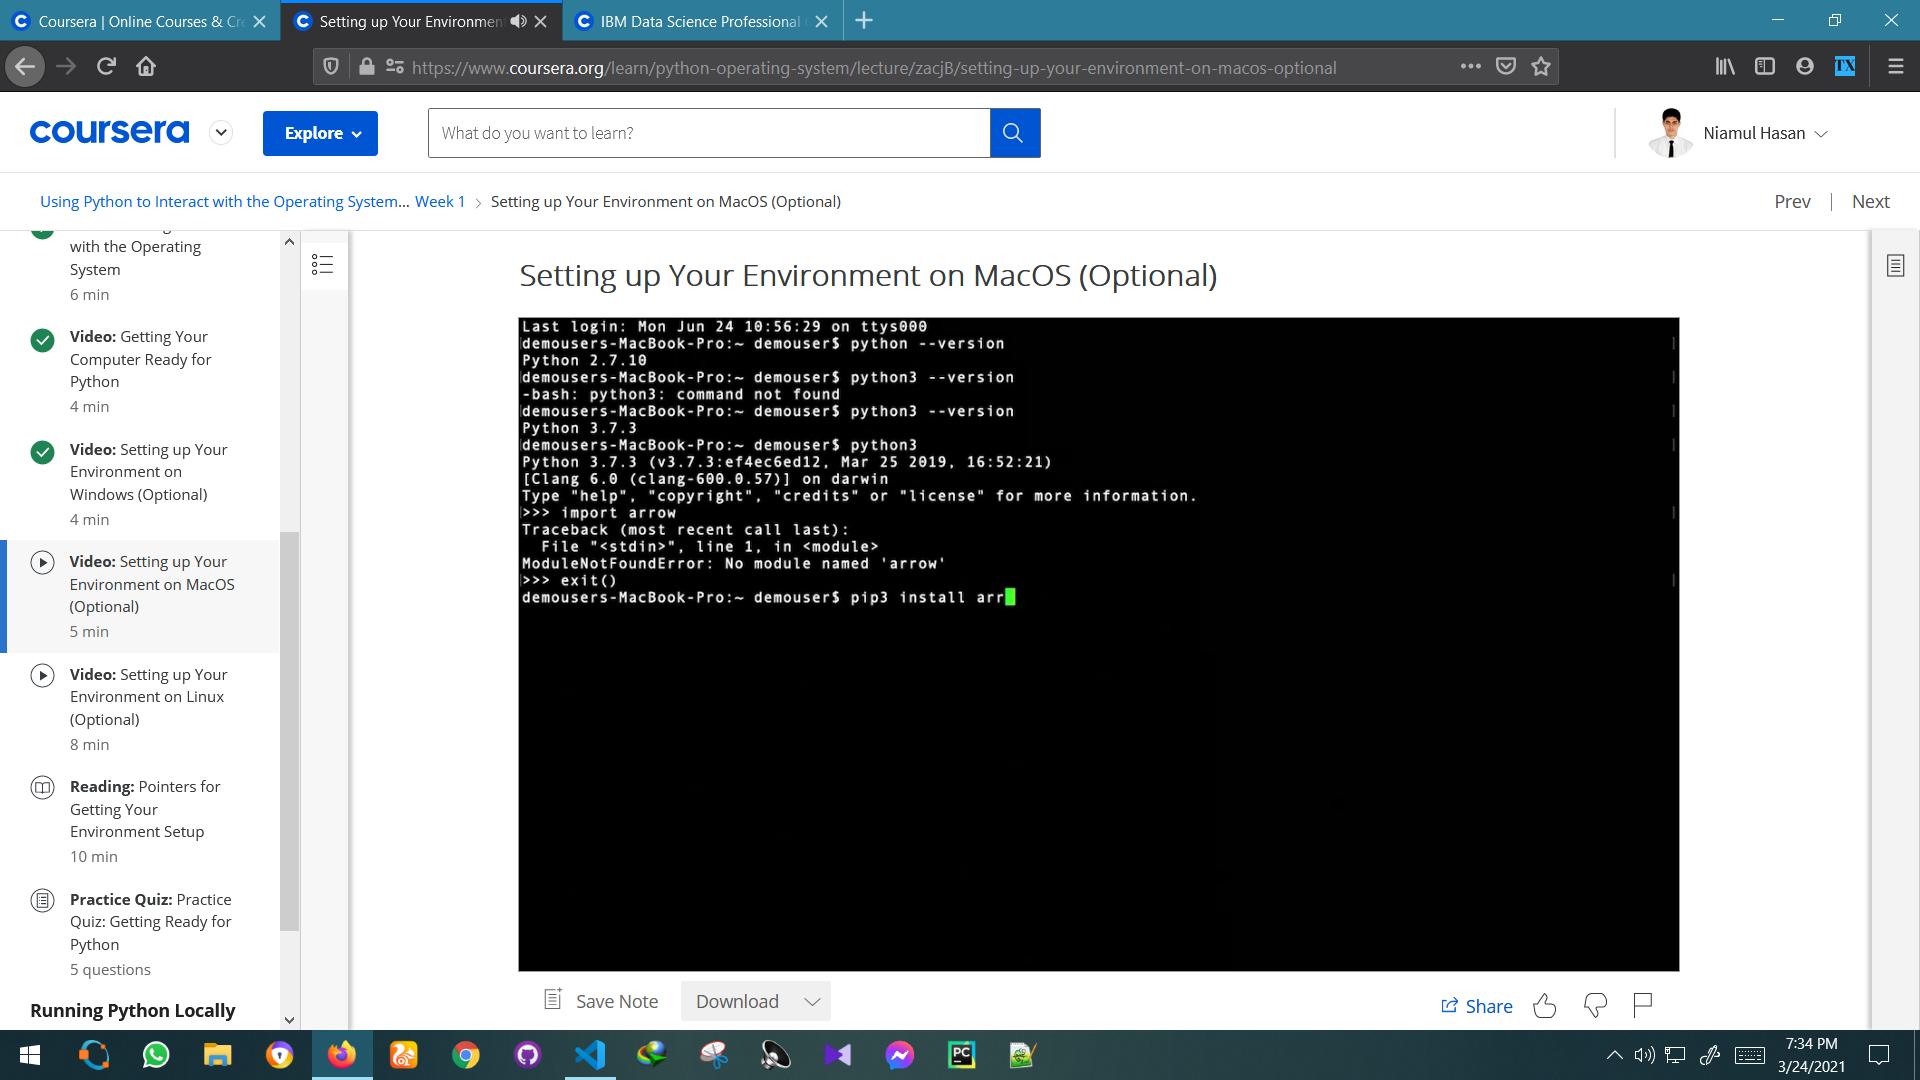 Coursera | Online Courses & Cre
Setting up Your Environment
IBM Data Science Professional
https://www.coursera.org/learn/python-operating-system/lecture/zacjB/setting-up-your-environment-on-macos-optional
TX
coursera
Explore
What do you want to learn?
Niamul Hasan
Using Python to Interact with the Operating System... Week 1 > Setting up Your Environment on MacOS (Optional)
Prev | Next
with the Operating
System
6 min
Video: Getting Your
Computer Ready for
Python
4 min
Video: Setting up Your
Environment on
Windows (Optional)
4 min
Video: Setting up Your
Environment on MacOS
(Optional)
5 min
Video: Setting up Your
Environment on Linux
(Optional)
8 min
Reading: Pointers for
Getting Your
Environment Setup
10 min
Practice Quiz: Practice
Quiz: Getting Ready for
Python
5 questions
Running Python Locally
Setting up Your Environment on MacOS (Optional)
Last login: Mon Jun 24 10:56:29 on ttys000
demousers-MacBook-Pro:~ demouser$ python --version
Python 2.7.10
demousers-MacBook-Pro:~ demouser$ python3 --version
-bash: python3: command not found
demousers-MacBook-Pro:~ demouser$ python3 --version
Python 3.7.3
demousers-MacBook-Pro:~ demouser$ python3
Python 3.7.3 (v3.7.3:ef4ec6ed12, Mar 25 2019, 16:52:21)
[Clang 6.0 (clang-600.0.57)] on darwin
Type "help", "copyright", "credits" or "license" for more information.
>>> import arrow
Traceback (most recent call last):
File "<stdin>", line 1, in <module>
ModuleNotFoundError: No module named 'arrow'
>>> exit()
demousers-MacBook-Pro:~ demouser$ pip3 install arr
Save Note
Download
Share
PC
7:34 PM
3/24/2021